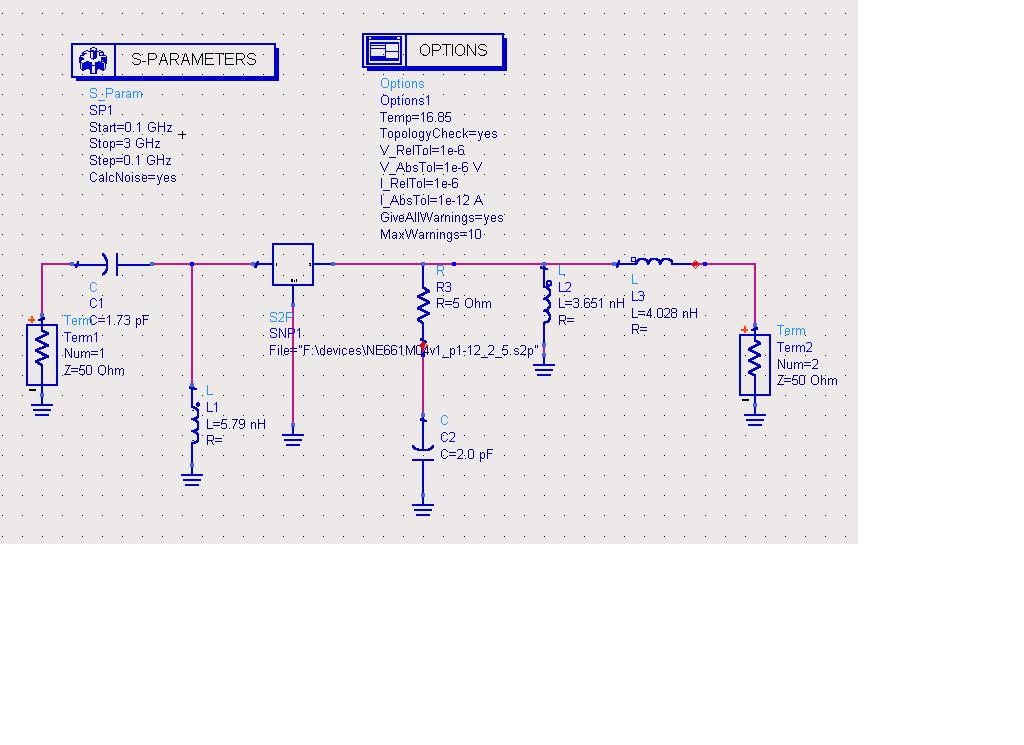 S-PARAMETERS
S_Param
SP1
Start=0.1 GHz
Stop=3 GHz
Step=0.1 GHz
CalcNoise=yes
OPTIONS
Options
Options1
Temp=16.85
TopologyCheck=yes
V_RelTol=1e-6
V_AbsTol=1e-6 V
I_RelTol=1e-6
I_AbsTol=1e-12 A
GiveAllWarnings=yes
MaxWarnings=10
C
C1
C=1.73 pF
Term
Term1
Num=1
Z=50 Ohm
L
L1
L=5.79 nH
R=
S2P
SNP1
File="F:\devices\NE661M04v1_p1-12_2_5.s2p"
R
R3
R=5 Ohm
C
C2
C=2.0 pF
L
L2
L=3.651 nH
R=
L
L3
L=4.028 nH
R=
Term
Term2
Num=2
Z=50 Ohm